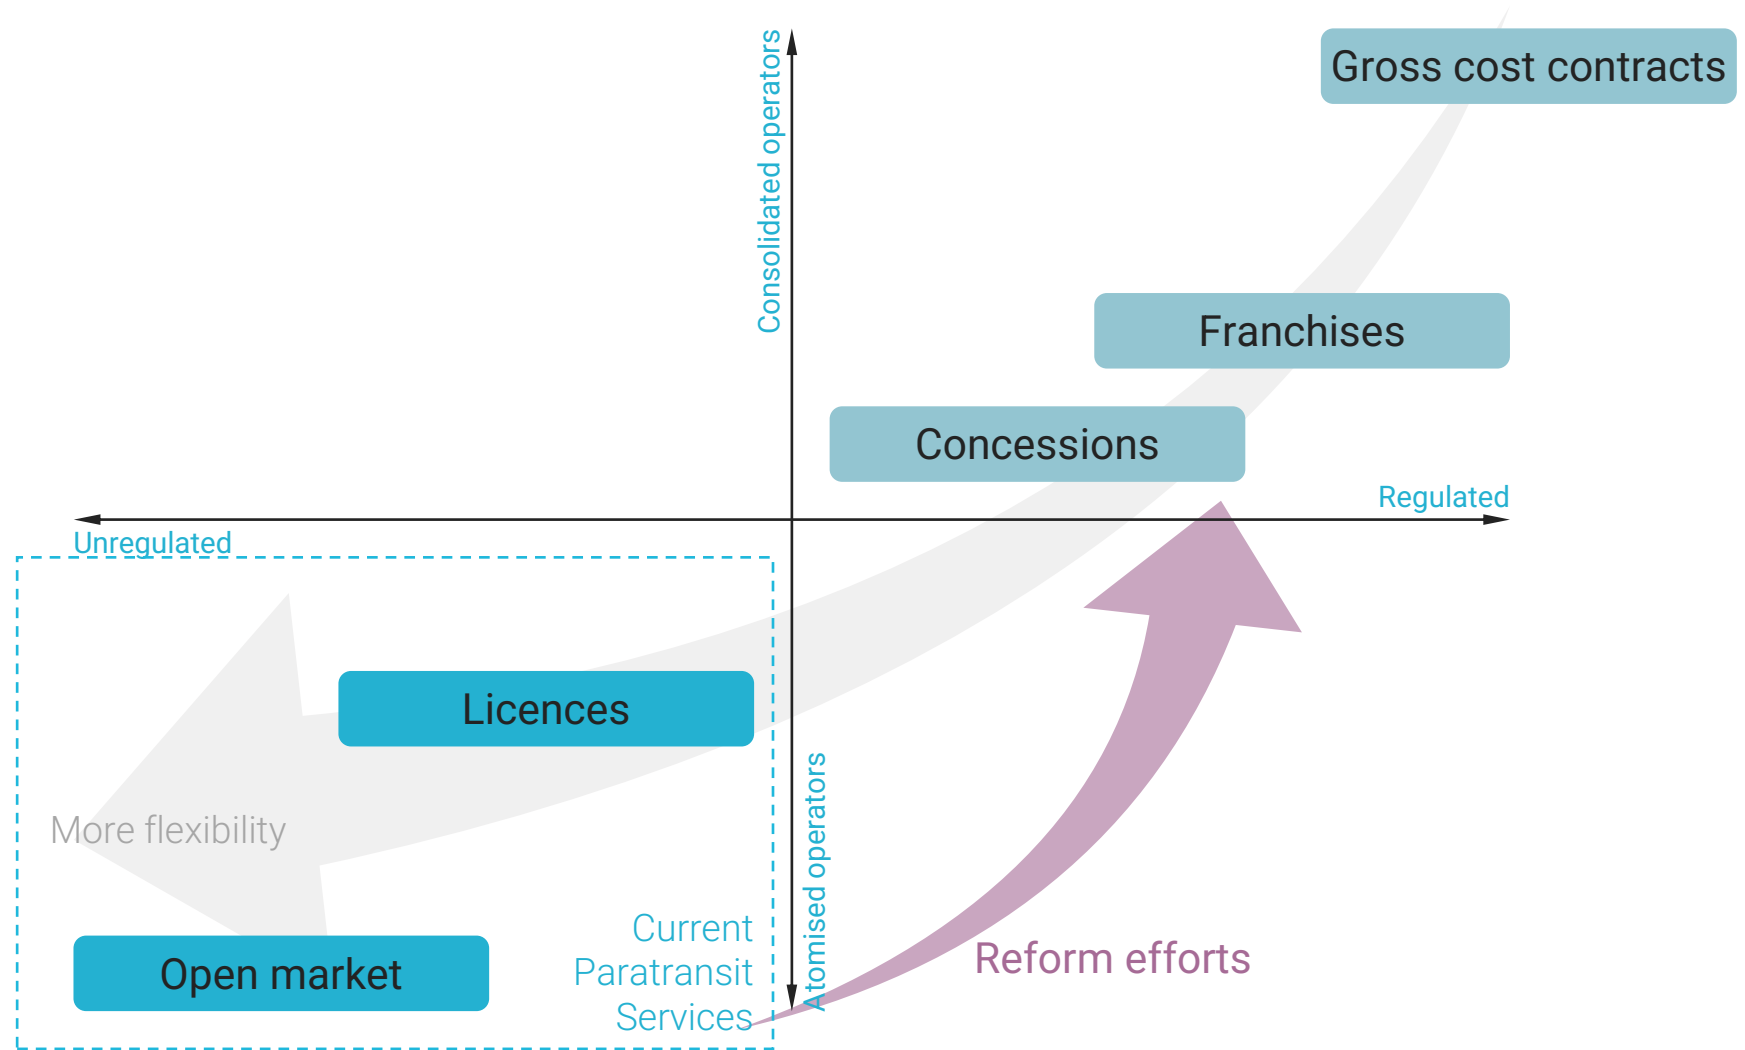 Gross cost contracts
Consolidated operators
Franchises
Concessions
Regulated
Unregulated
Licences
More flexibility
Atomised operators
Current
Paratransit
Services
Reform efforts
Open market